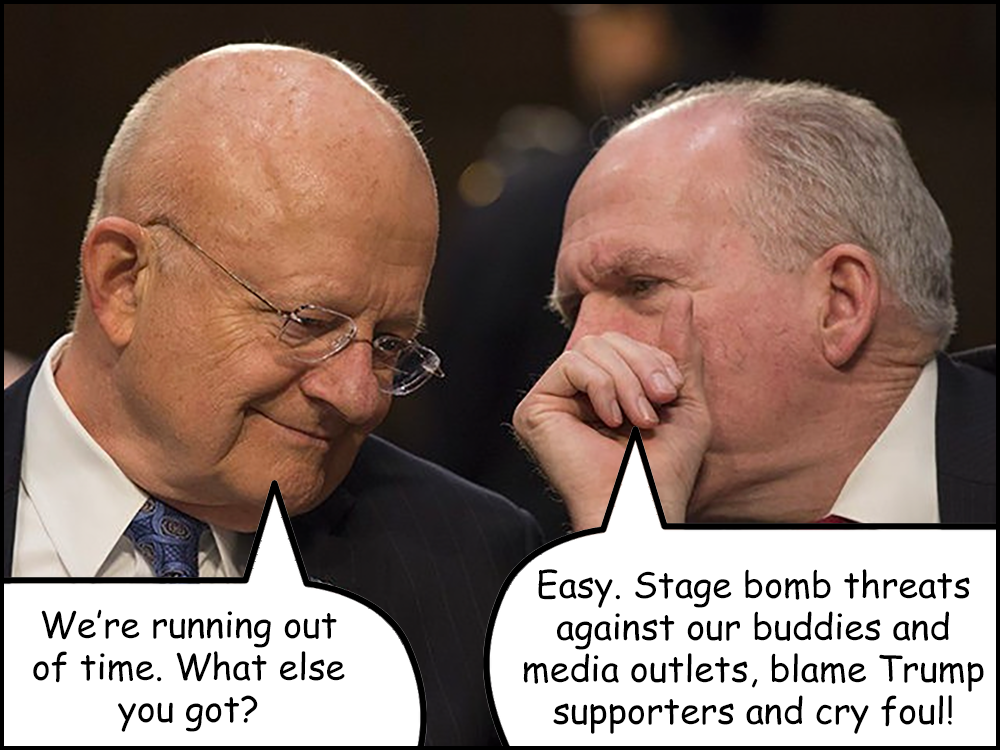 We're running out
of time. What else
you got?
Easy. Stage bomb threats
against our buddies and
media outlets, blame Trump
supporters and cry foul!